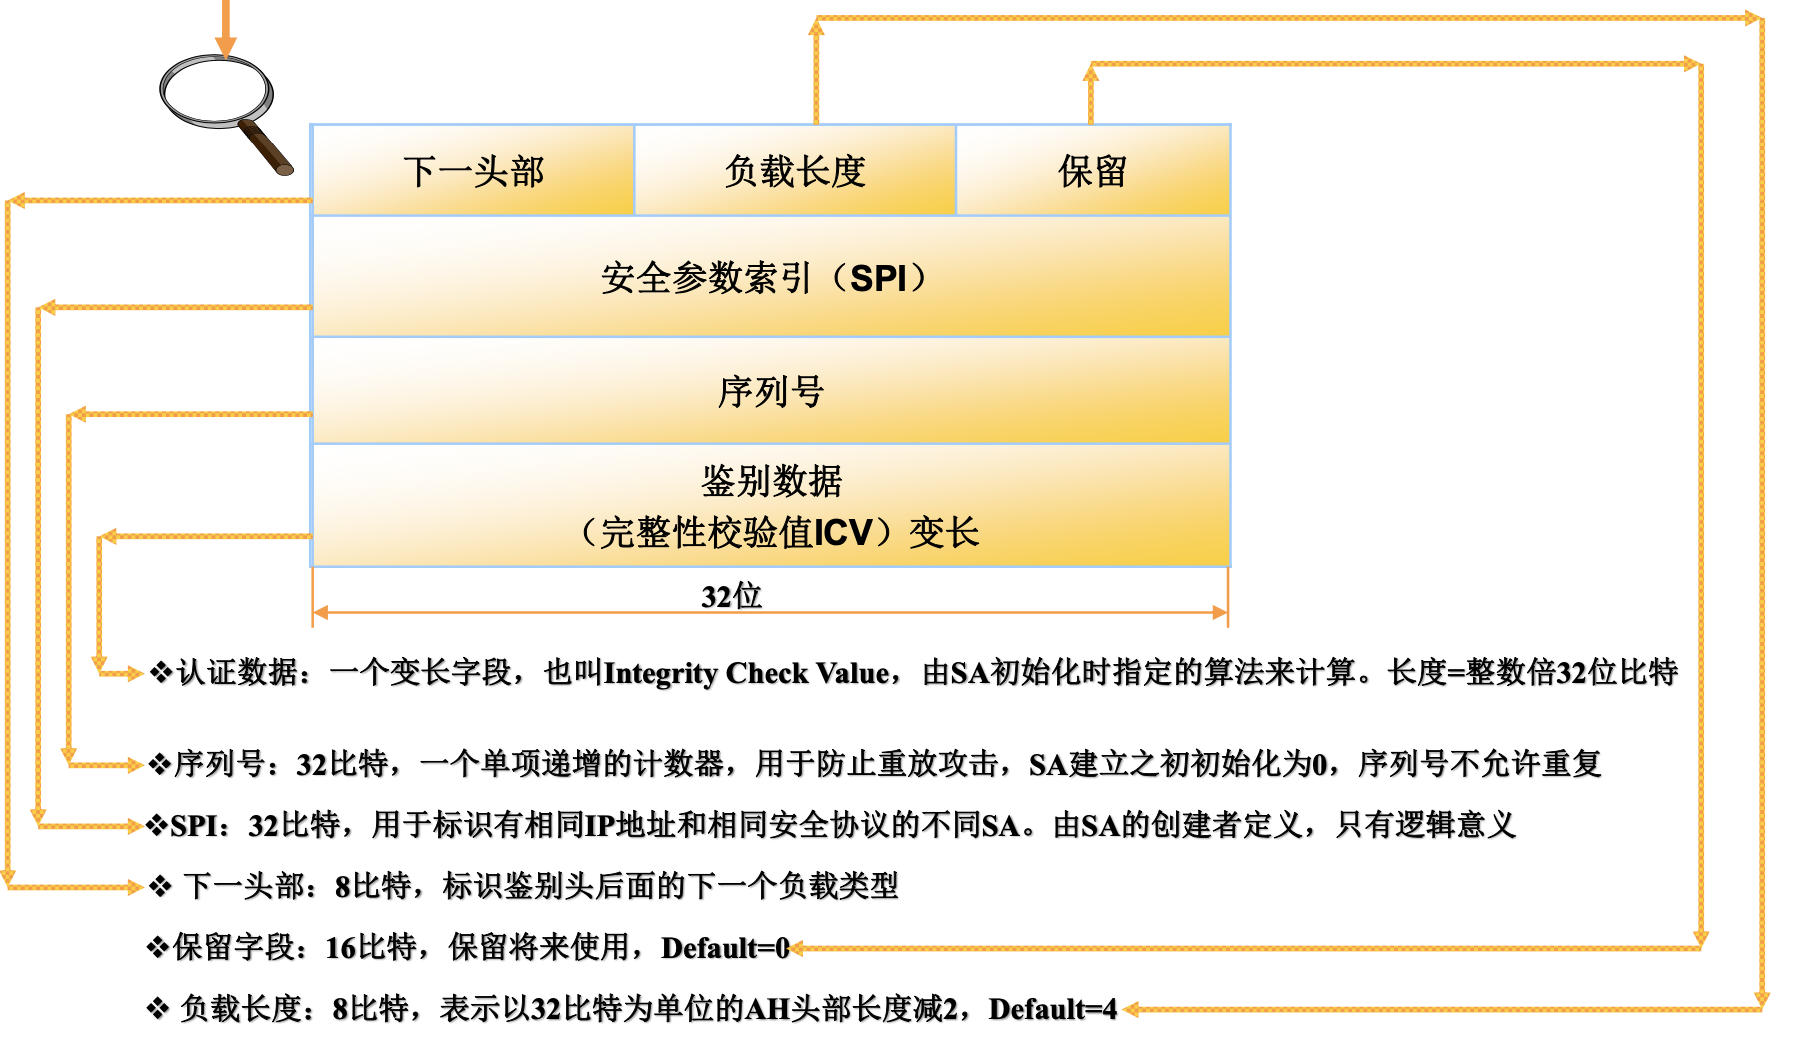 下一头部 负载长度 保留
安全参数索引（SPI）
序列号
鉴别数据
（完整性校验值ICV）变长
32位
❖认证数据：一个变长字段，也叫Integrity Check Value，由SA初始化时指定的算法来计算。长度=整数倍32位比特
❖序列号：32比特，一个单项递增的计数器，用于防止重放攻击，SA建立之初初始化为0，序列号不允许重复
❖SPI：32比特，用于标识有相同IP地址和相同安全协议的不同SA。由SA的创建者定义，只有逻辑意义
❖ 下一头部：8比特，标识鉴别头后面的下一个负载类型
❖保留字段：16比特，保留将来使用，Default=0
❖ 负载长度：8比特，表示以32比特为单位的AH头部长度减2，Default=4